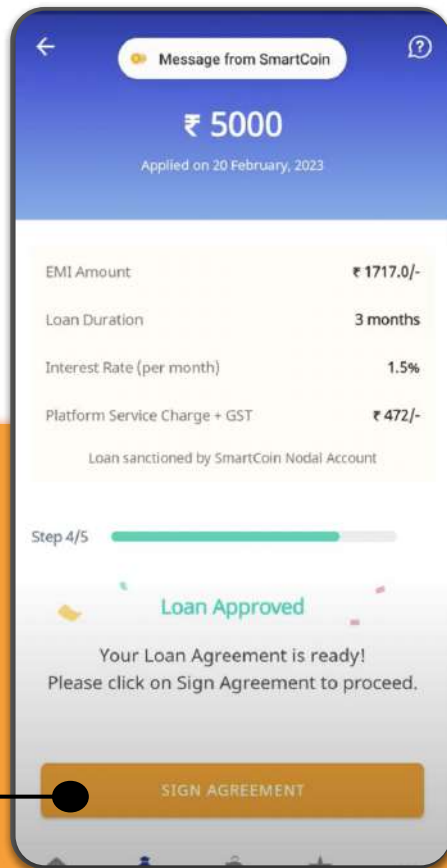 Message from SmartCoin
₹ 5000
Applied on 20 February, 2023
EMI Amount ₹ 1717.0/-
Loan Duration 3 months
Interest Rate (per month) 1.5%
Platform Service Charge + GST ₹ 472/-
Loan sanctioned by SmartCoin Nodal Account
Step 4/5
Loan Approved
Your Loan Agreement is ready!
Please click on Sign Agreement to proceed.
SIGN AGREEMENT